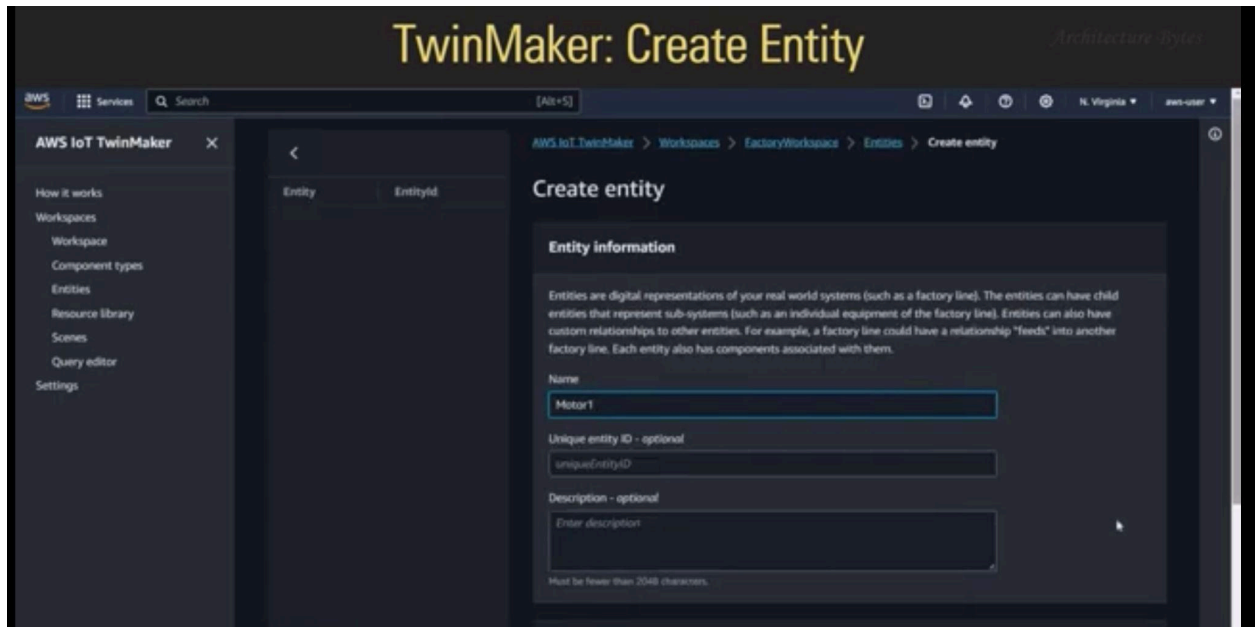 TwinMaker: Create Entity
Architecture Bytes
aws
Services
Search
[Alt+S]
N. Virginia
aws-user
AWS IoT TwinMaker
How it works
Workspaces
Workspace
Component types
Entities
Resource library
Scenes
Query editor
Settings
Entity
EntityId
AWS IoT TwinMaker > Workspaces > FactoryWorkspace > Entities > Create entity
Create entity
Entity information
Entities are digital representations of your real world systems (such as a factory line). The entities can have child
entities that represent sub-systems (such as an individual equipment of the factory line). Entities can also have
custom relationships to other entities. For example, a factory line could have a relationship "feeds" into another
factory line. Each entity also has components associated with them.
Name
Motor1
Unique entity ID - optional
uniqueEntityID
Description - optional
Enter description
Must be fewer than 2048 characters.